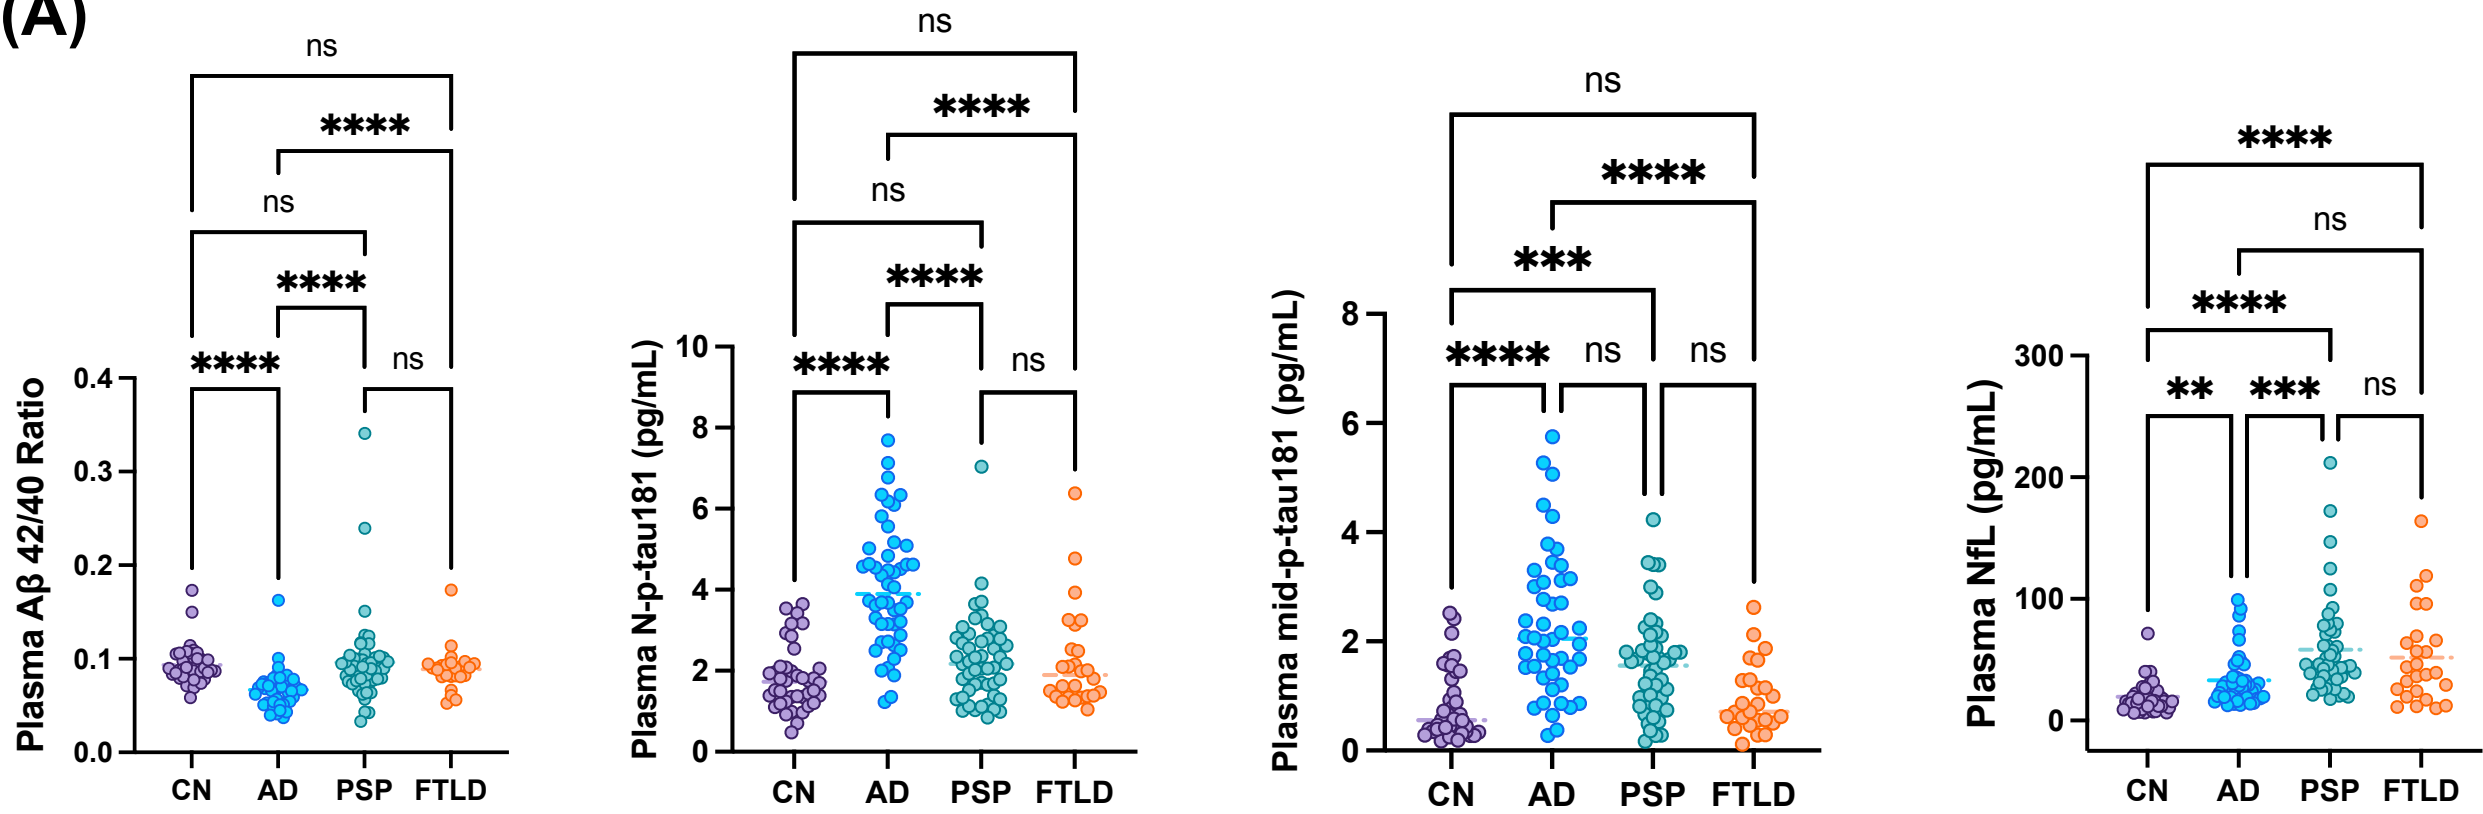 (A)
ns
****
ns
****
**** ns
Plasma Aβ 42/40 Ratio
0.4
0.3
0.2
0.1
0.0
CN AD PSP FTLD
ns
****
ns
****
**** ns
Plasma N-p-tau181 (pg/mL)
10
8
6
4
2
0
CN AD PSP FTLD
ns
****
***
**** ns ns
Plasma mid-p-tau181 (pg/mL)
8
6
4
2
0
CN AD PSP FTLD
****
ns
****
** *** ns
Plasma NfL (pg/mL)
300
200
100
0
CN AD PSP FTLD